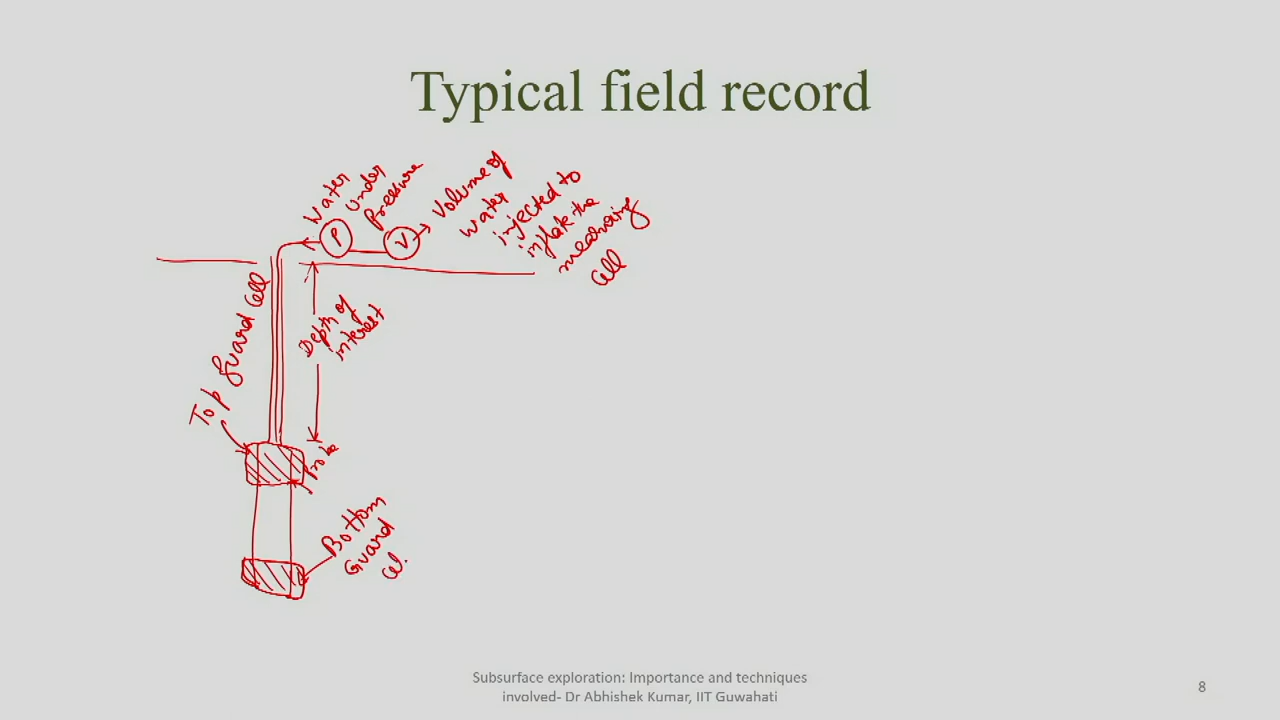 Typical field record
Water
under
Pressure
P
V
Volume of
water
injected to
inflate the
measuring
Cell
Top Guard Cell
Depth of
interest
Probe
Bottom
Guard
Subsurface exploration: Importance and techniques
involved- Dr Abhishek Kumar, IIT Guwahati
8